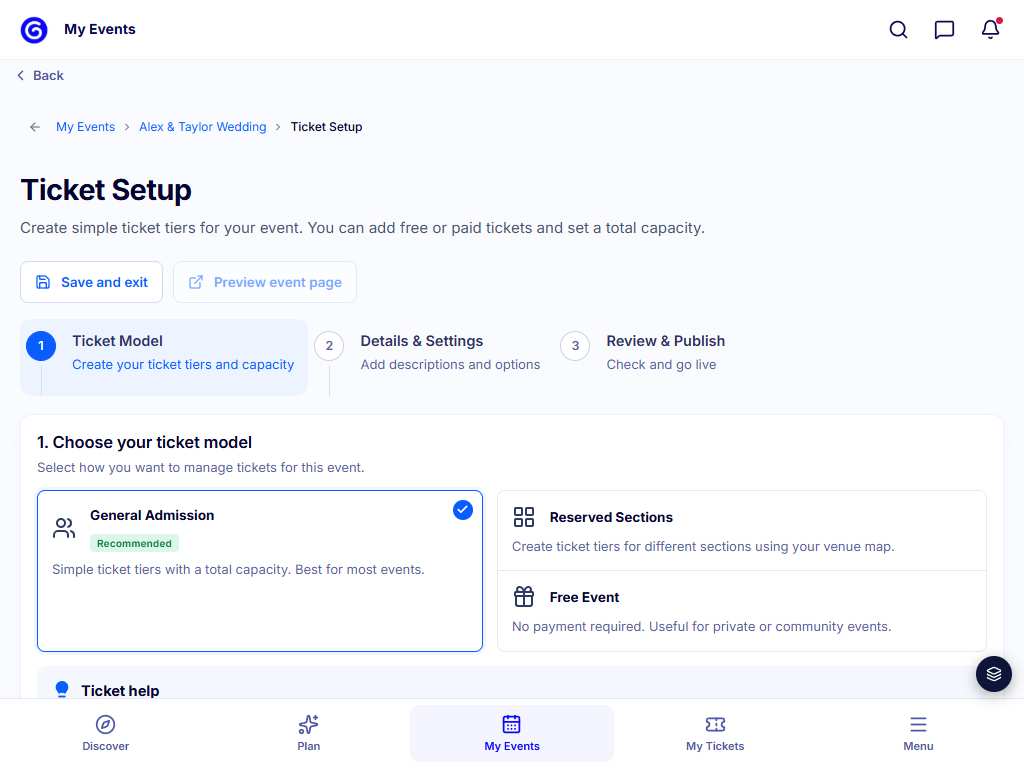 My Events
Back
My Events > Alex & Taylor Wedding > Ticket Setup
Ticket Setup
Create simple ticket tiers for your event. You can add free or paid tickets and set a total capacity.
Save and exit
Preview event page
1
Ticket Model
Create your ticket tiers and capacity
2
Details & Settings
Add descriptions and options
3
Review & Publish
Check and go live
1. Choose your ticket model
Select how you want to manage tickets for this event.
General Admission
Recommended
Simple ticket tiers with a total capacity. Best for most events.
Reserved Sections
Create ticket tiers for different sections using your venue map.
Free Event
No payment required. Useful for private or community events.
Ticket help
Discover
Plan
My Events
My Tickets
Menu